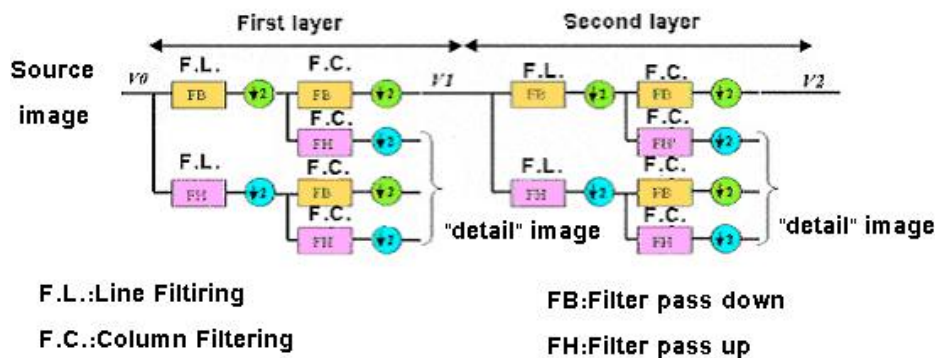 First layer Second layer
Source image
V0 F.L. F.C. V1 F.L. F.C. V2
FB ↓2 FB ↓2 FB ↓2 FB ↓2
F.C. F.C.
F.L. FH ↓2 F.L. FH ↓2
F.C. F.C.
FH ↓2 FB ↓2 FH ↓2 FB ↓2
F.C. F.C.
"detail" image "detail" image
FH ↓2 FH ↓2
F.L.:Line Filtiring FB:Filter pass down
F.C.:Column Filtering FH:Filter pass up